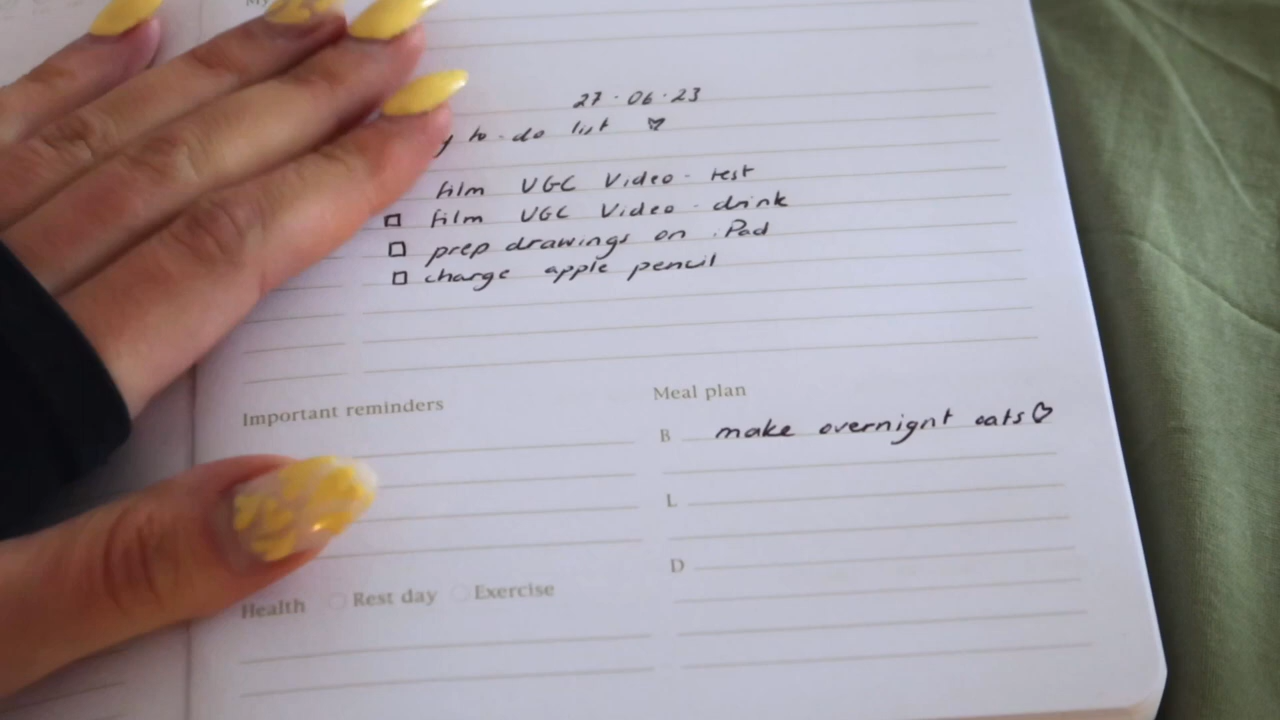 My
27.06.23
y to-do list
film UGC Video - test
film UGC Video - drink
prep drawings on iPad
charge apple pencil
Important reminders
Meal plan
B make overnignt oats
L
D
Health Rest day Exercise